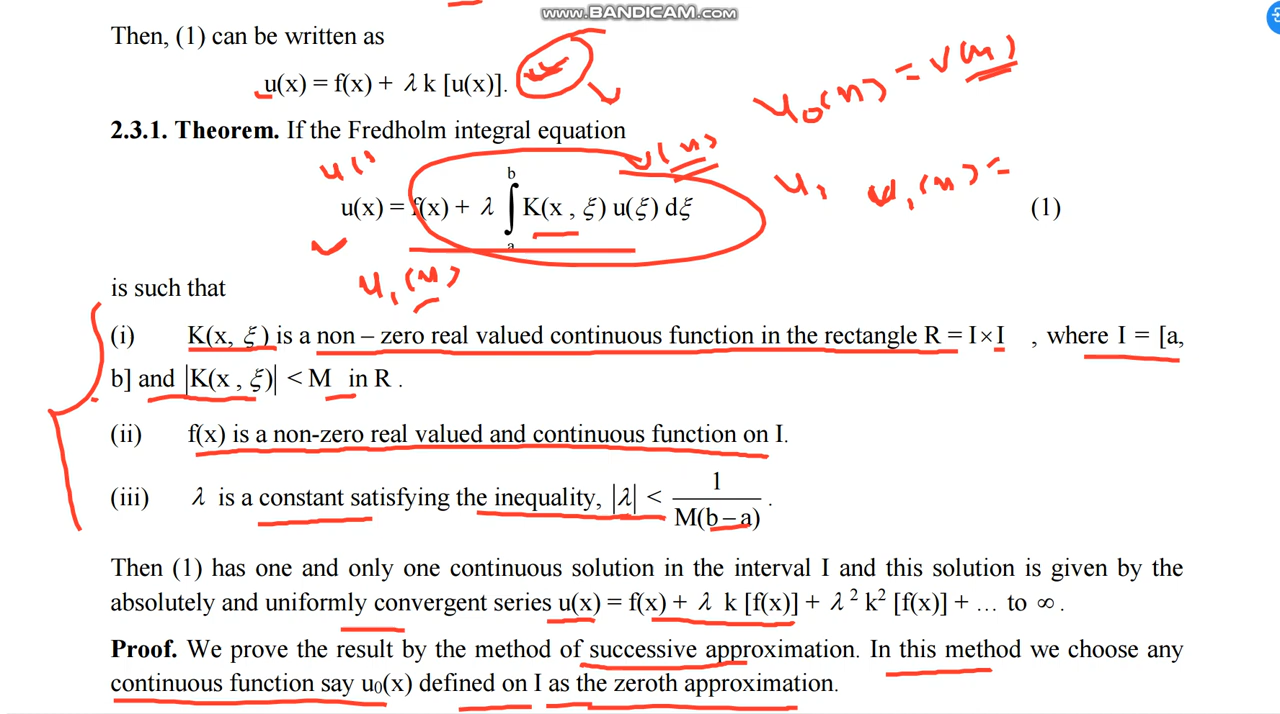 www.BANDICAM.com
Then, (1) can be written as
u(x) = f(x) + λ k [u(x)].
u₀(x) = v(x)
2.3.1. Theorem. If the Fredholm integral equation
u(x) = f(x) + λ ∫ₐᵇ K(x , ξ) u(ξ) dξ (1)
u₁(x)
is such that
(i) K(x, ξ) is a non – zero real valued continuous function in the rectangle R = I×I , where I = [a,
b] and |K(x , ξ)| < M in R .
(ii) f(x) is a non-zero real valued and continuous function on I.
(iii) λ is a constant satisfying the inequality, |λ| < 1/M(b – a) .
Then (1) has one and only one continuous solution in the interval I and this solution is given by the
absolutely and uniformly convergent series u(x) = f(x) + λ k [f(x)] + λ² k² [f(x)] + … to ∞ .
Proof. We prove the result by the method of successive approximation. In this method we choose any
continuous function say u₀(x) defined on I as the zeroth approximation.